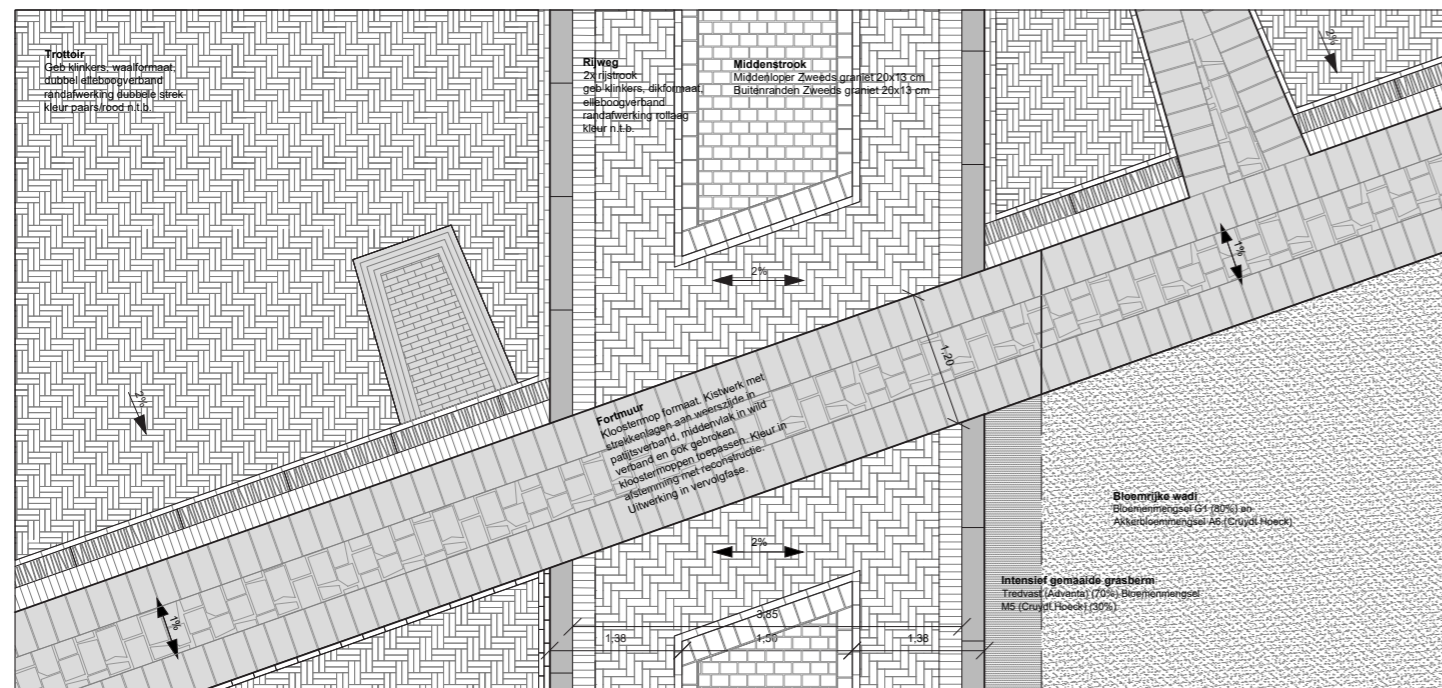 Trottoir
Geb klinkers, waalformaat,
dubbel elleboogverband
randafwerking dubbele strek
kleur paars/rood n.t.b.
Rijweg
2x rijstrook
geb klinkers, dikformaat,
elleboogverband
randafwerking rollaag
kleur n.t.b.
Middenstrook
Middenloper Zweeds graniet 20x13 cm
Buitenranden Zweeds graniet 20x13 cm
2%
1%
2%
1,20
2%
Fortmuur
Kloostermop formaat. Kistwerk met
strekkenlagen aan weerszijde in
patijtsverband, middenvlak in wild
verband en ook gebroken
kloostermoppen toepassen. Kleur in
afstemming met reconstructie.
Uitwerking in vervolgfase.
Bloemrijke wadi
Bloemenmengsel G1 (80%) en
Akkerbloemmengsel A6 (Cruydt Hoeck)
2%
Intensief gemaaide grasberm
Tredvast (Advanta) (70%) Bloemenmengsel
M5 (Cruydt Hoeck) (30%)
1%
3,85
1,38
1,50
1,38